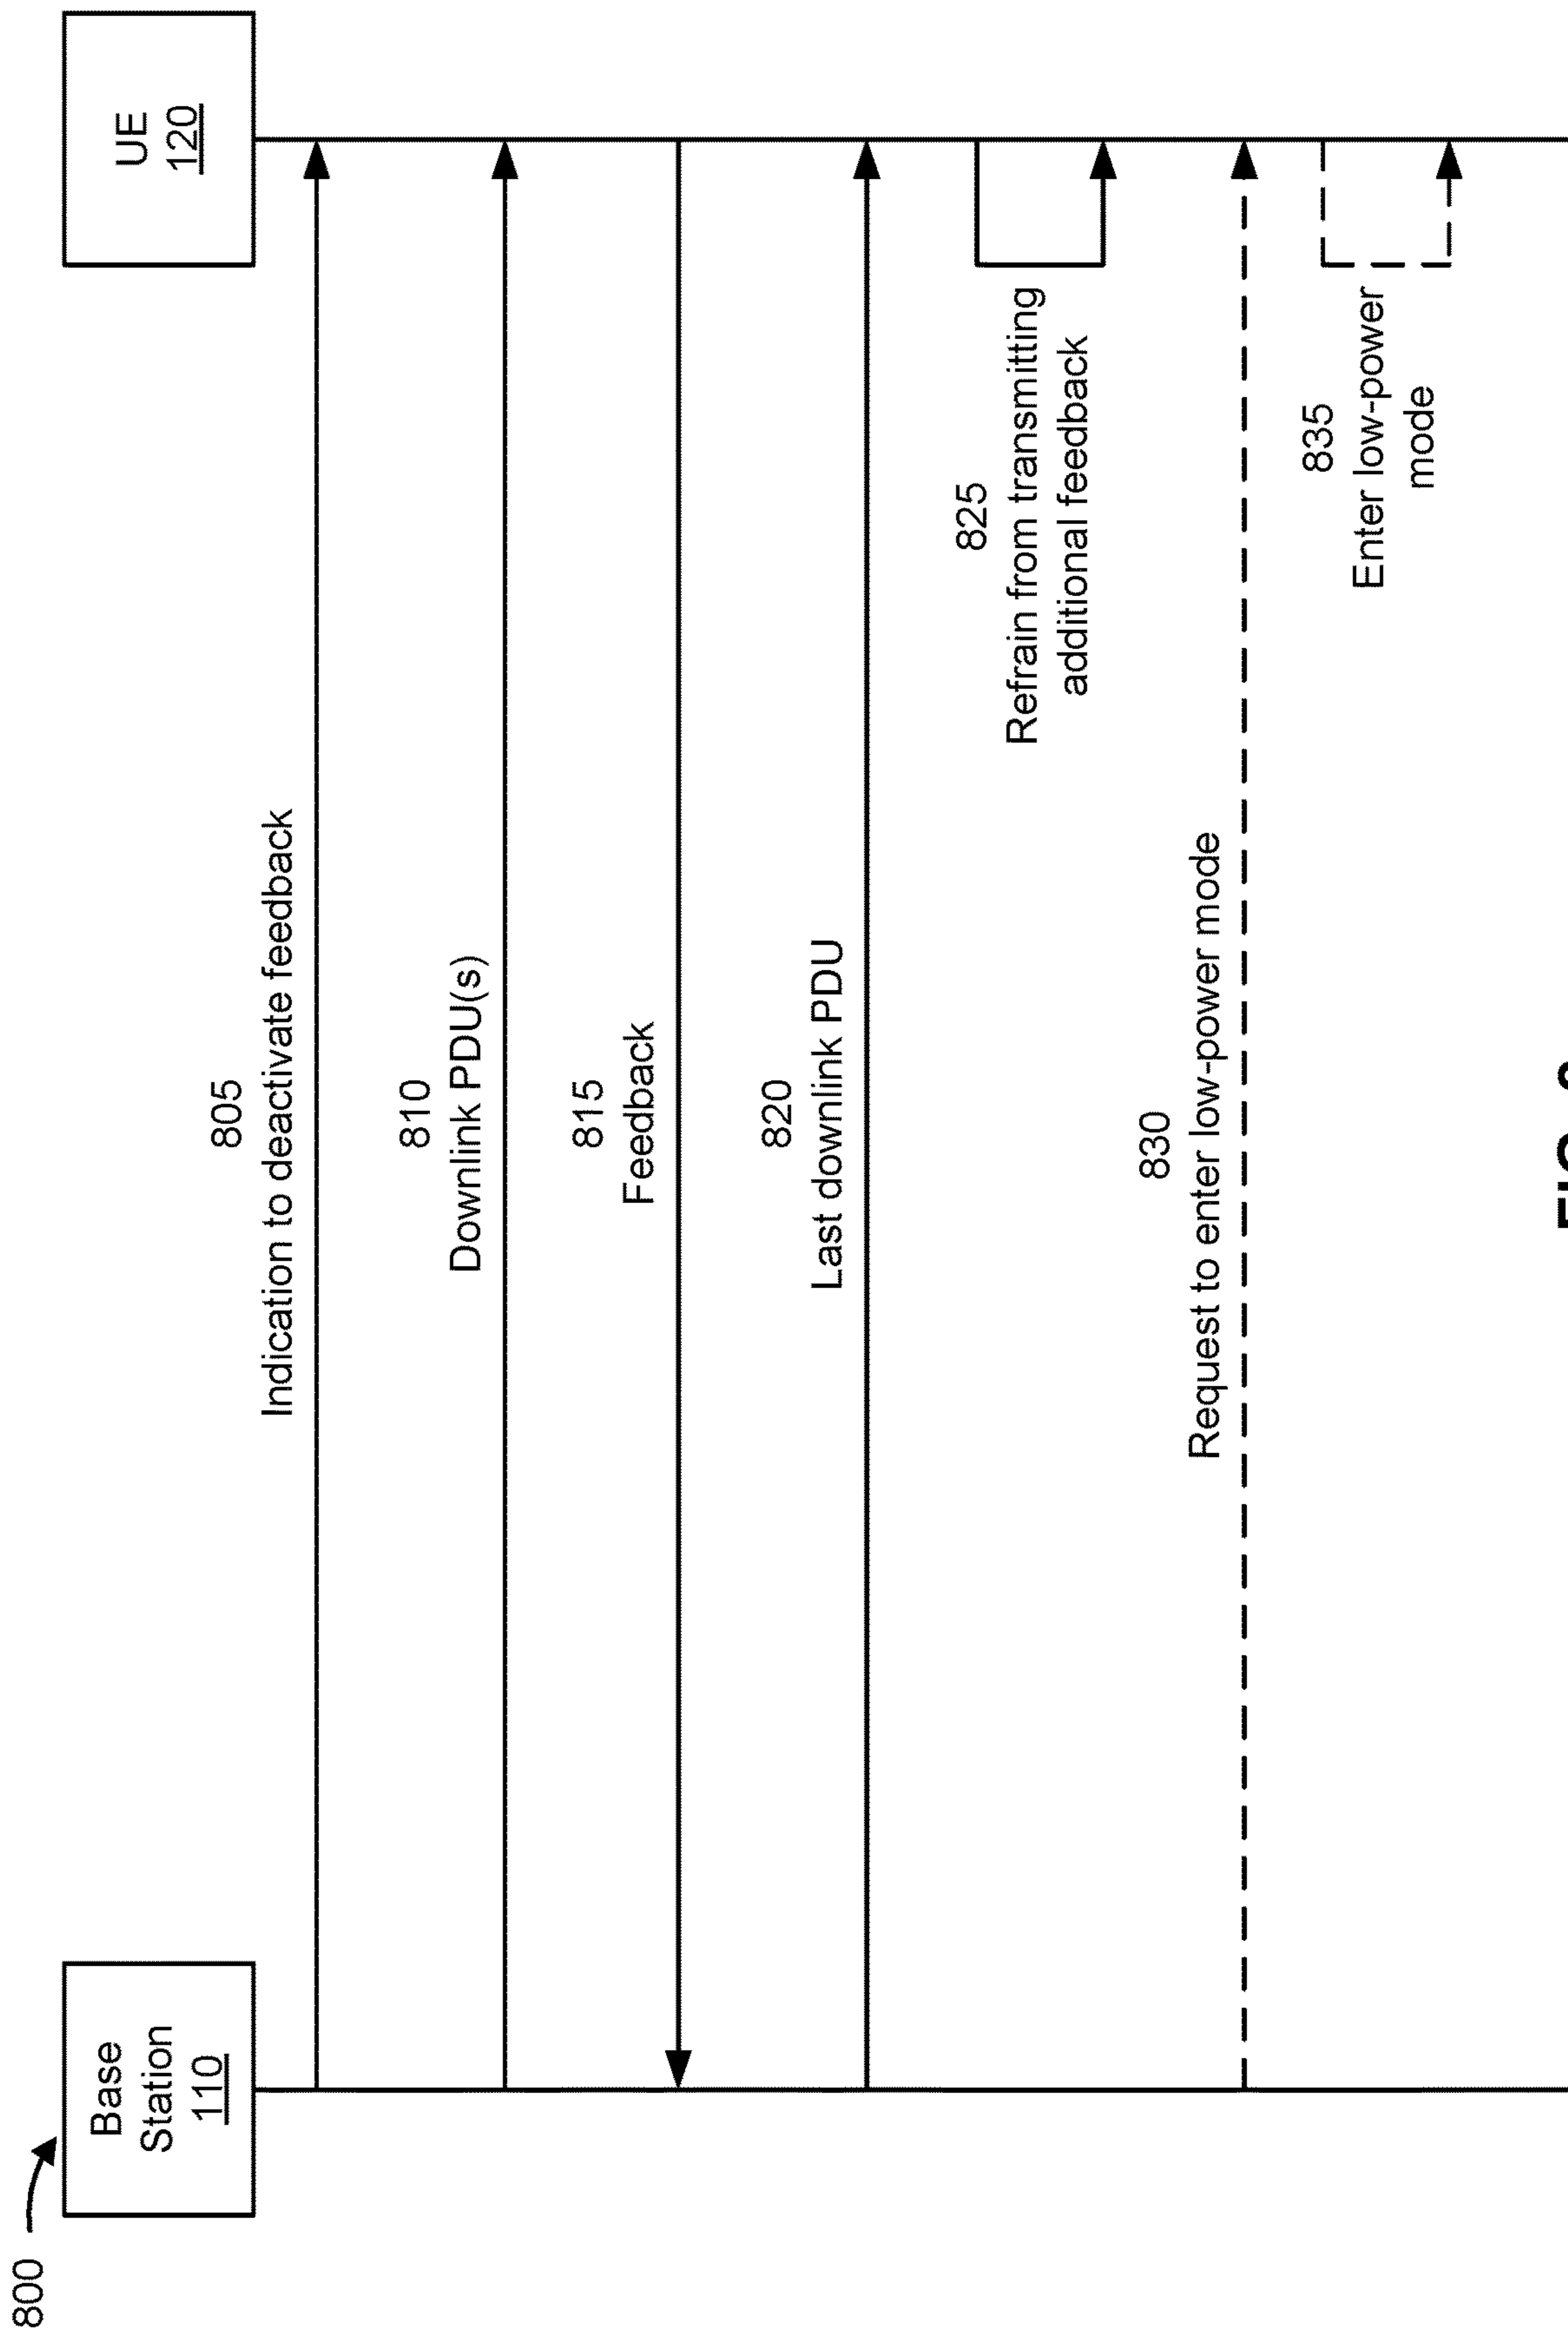 800
Base
Station
110
UE
120
805
Indication to deactivate feedback
810
Downlink PDU(s)
815
Feedback
820
Last downlink PDU
825
Refrain from transmitting
additional feedback
830
Request to enter low-power mode
835
Enter low-power
mode